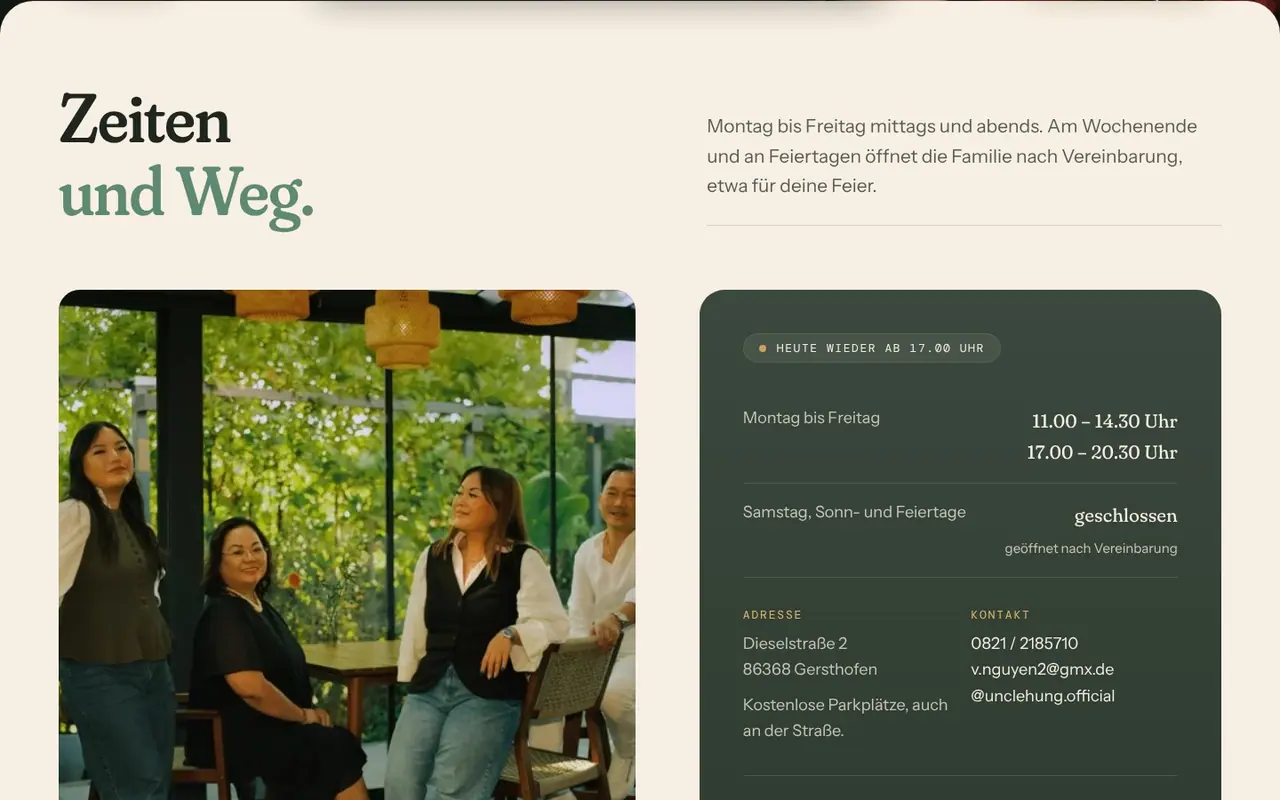 Zeiten
und Weg.
Montag bis Freitag mittags und abends. Am Wochenende
und an Feiertagen öffnet die Familie nach Vereinbarung,
etwa für deine Feier.
HEUTE WIEDER AB 17.00 UHR
Montag bis Freitag
11.00 – 14.30 Uhr
17.00 – 20.30 Uhr
Samstag, Sonn- und Feiertage
geschlossen
geöffnet nach Vereinbarung
ADRESSE
Dieselstraße 2
86368 Gersthofen
Kostenlose Parkplätze, auch
an der Straße.
KONTAKT
0821 / 2185710
v.nguyen2@gmx.de
@unclehung.official